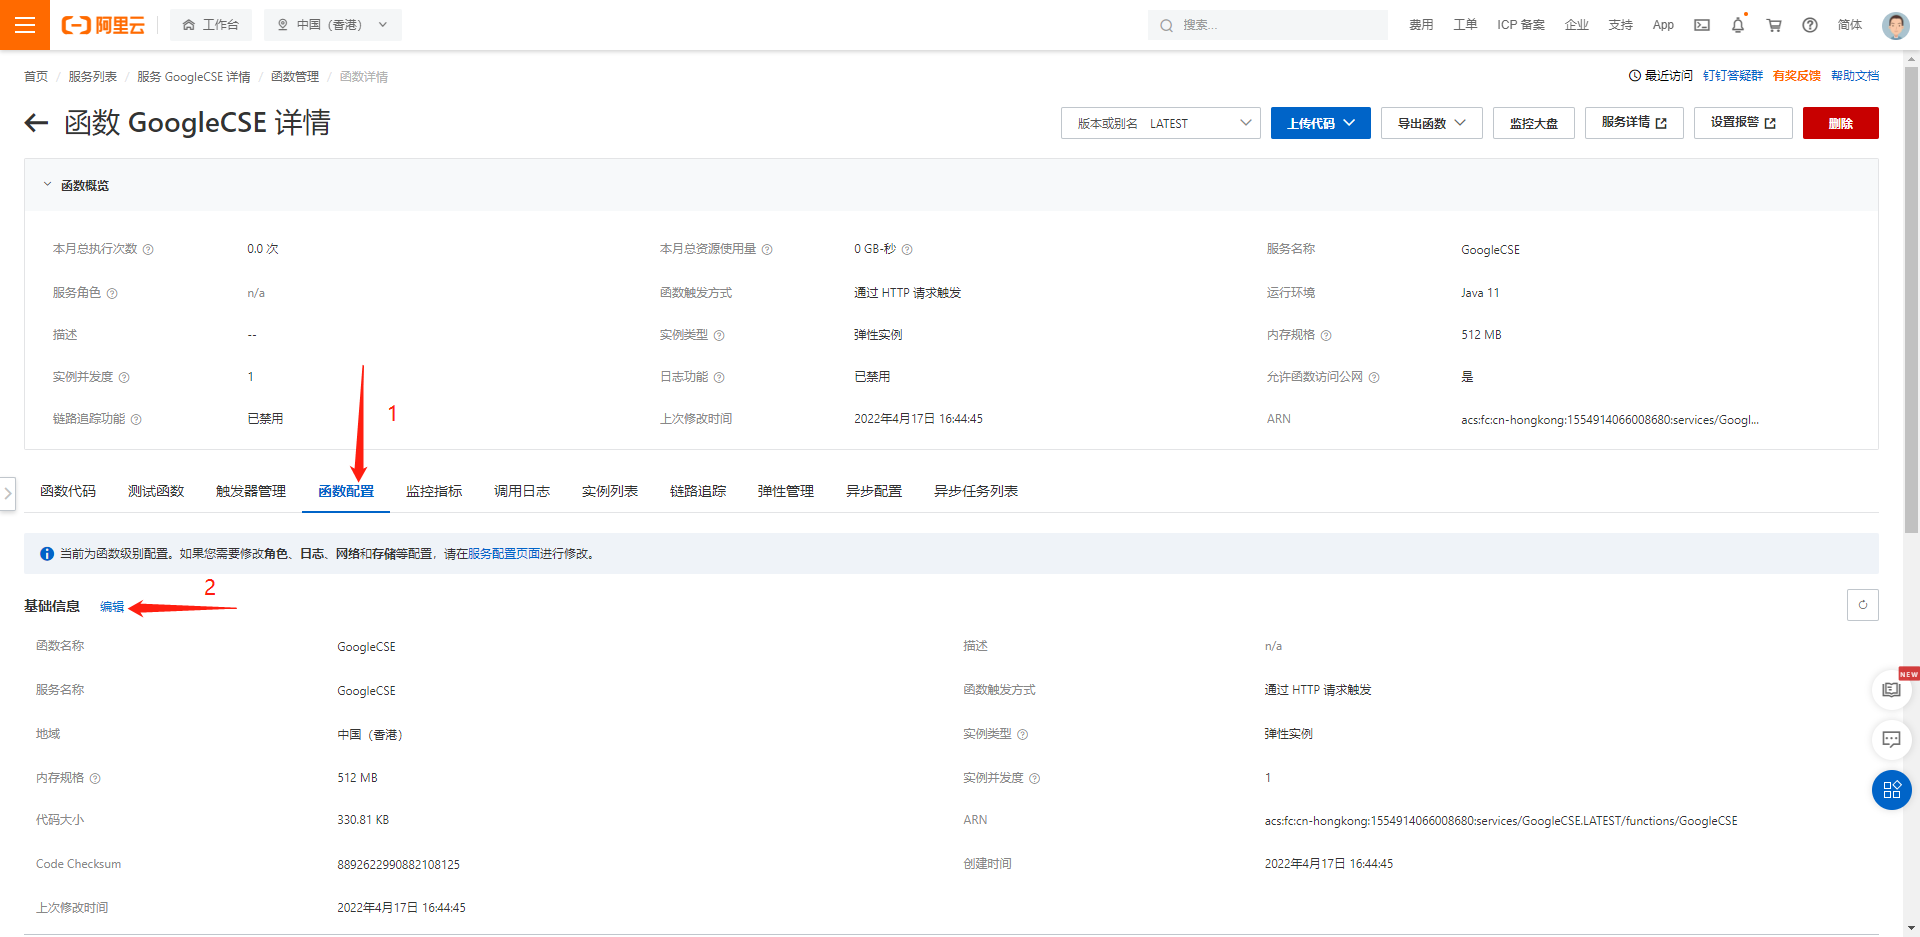 阿里云 工作台 中国（香港） 搜索... 费用 工单 ICP 备案 企业 支持 App 简体
首页 / 服务列表 / 服务 GoogleCSE 详情 / 函数管理 / 函数详情 最近访问 钉钉答疑群 有奖反馈 帮助文档
函数 GoogleCSE 详情 版本或别名 LATEST 上传代码 导出函数 监控大盘 服务详情 设置报警 删除
函数概览
本月总执行次数 0.0 次 本月总资源使用量 0 GB-秒 服务名称 GoogleCSE
服务角色 n/a 函数触发方式 通过 HTTP 请求触发 运行环境 Java 11
描述 -- 实例类型 弹性实例 内存规格 512 MB
实例并发度 1 日志功能 已禁用 允许函数访问公网 是
链路追踪功能 已禁用 上次修改时间 2022年4月17日 16:44:45 ARN acs:fc:cn-hongkong:1554914066008680:services/Googl...
1
函数代码 测试函数 触发器管理 函数配置 监控指标 调用日志 实例列表 链路追踪 弹性管理 异步配置 异步任务列表
当前为函数级别配置。如果您需要修改角色、日志、网络和存储等配置，请在服务配置页面进行修改。
2
基础信息 编辑
函数名称 GoogleCSE 描述 n/a
NEW
服务名称 GoogleCSE 函数触发方式 通过 HTTP 请求触发
地域 中国（香港） 实例类型 弹性实例
内存规格 512 MB 实例并发度 1
代码大小 330.81 KB ARN acs:fc:cn-hongkong:1554914066008680:services/GoogleCSE.LATEST/functions/GoogleCSE
Code Checksum 8892622990882108125 创建时间 2022年4月17日 16:44:45
上次修改时间 2022年4月17日 16:44:45